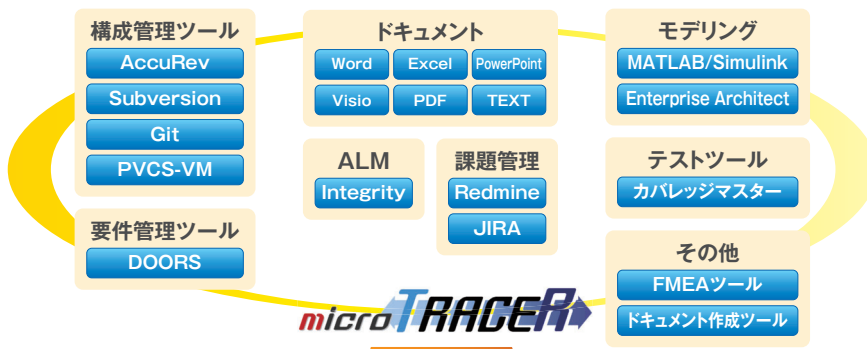 構成管理ツール
AccuRev
Subversion
Git
PVCS-VM
要件管理ツール
DOORS
ドキュメント
Word Excel PowerPoint
Visio PDF TEXT
ALM
Integrity
課題管理
Redmine
JIRA
モデリング
MATLAB/Simulink
Enterprise Architect
テストツール
カバレッジマスター
その他
FMEAツール
ドキュメント作成ツール
microTRACER